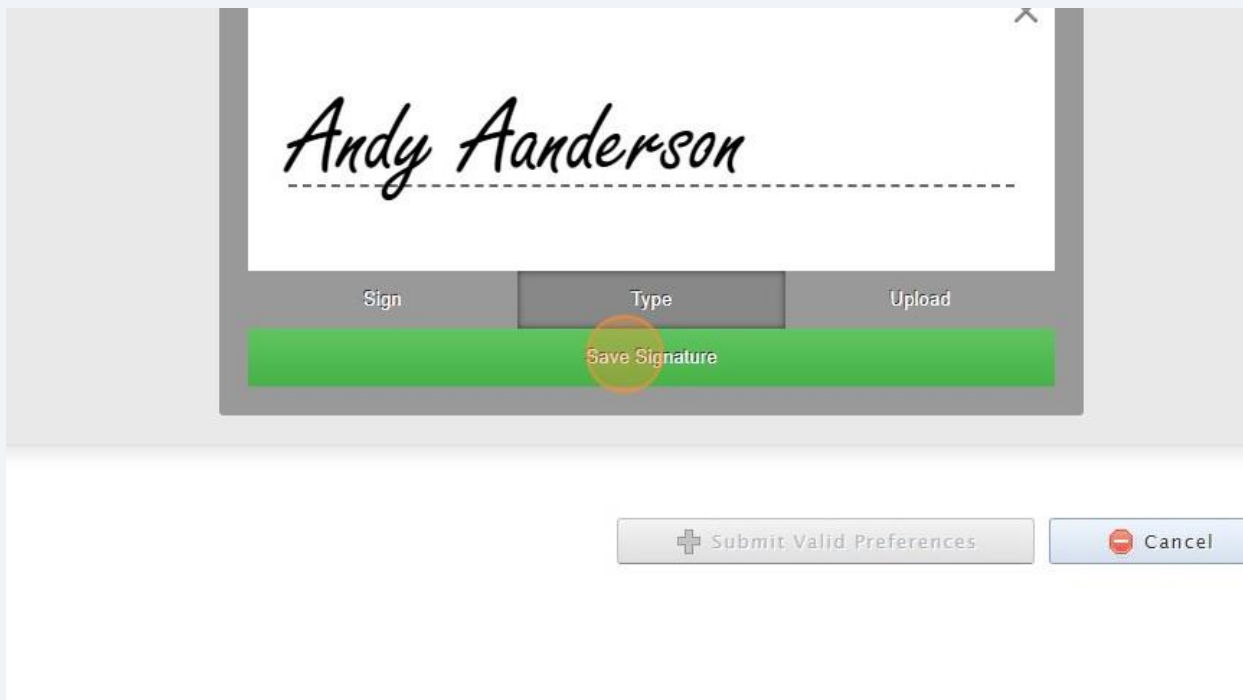 Andy Aanderson
Sign Type Upload
Save Signature
Submit Valid Preferences Cancel